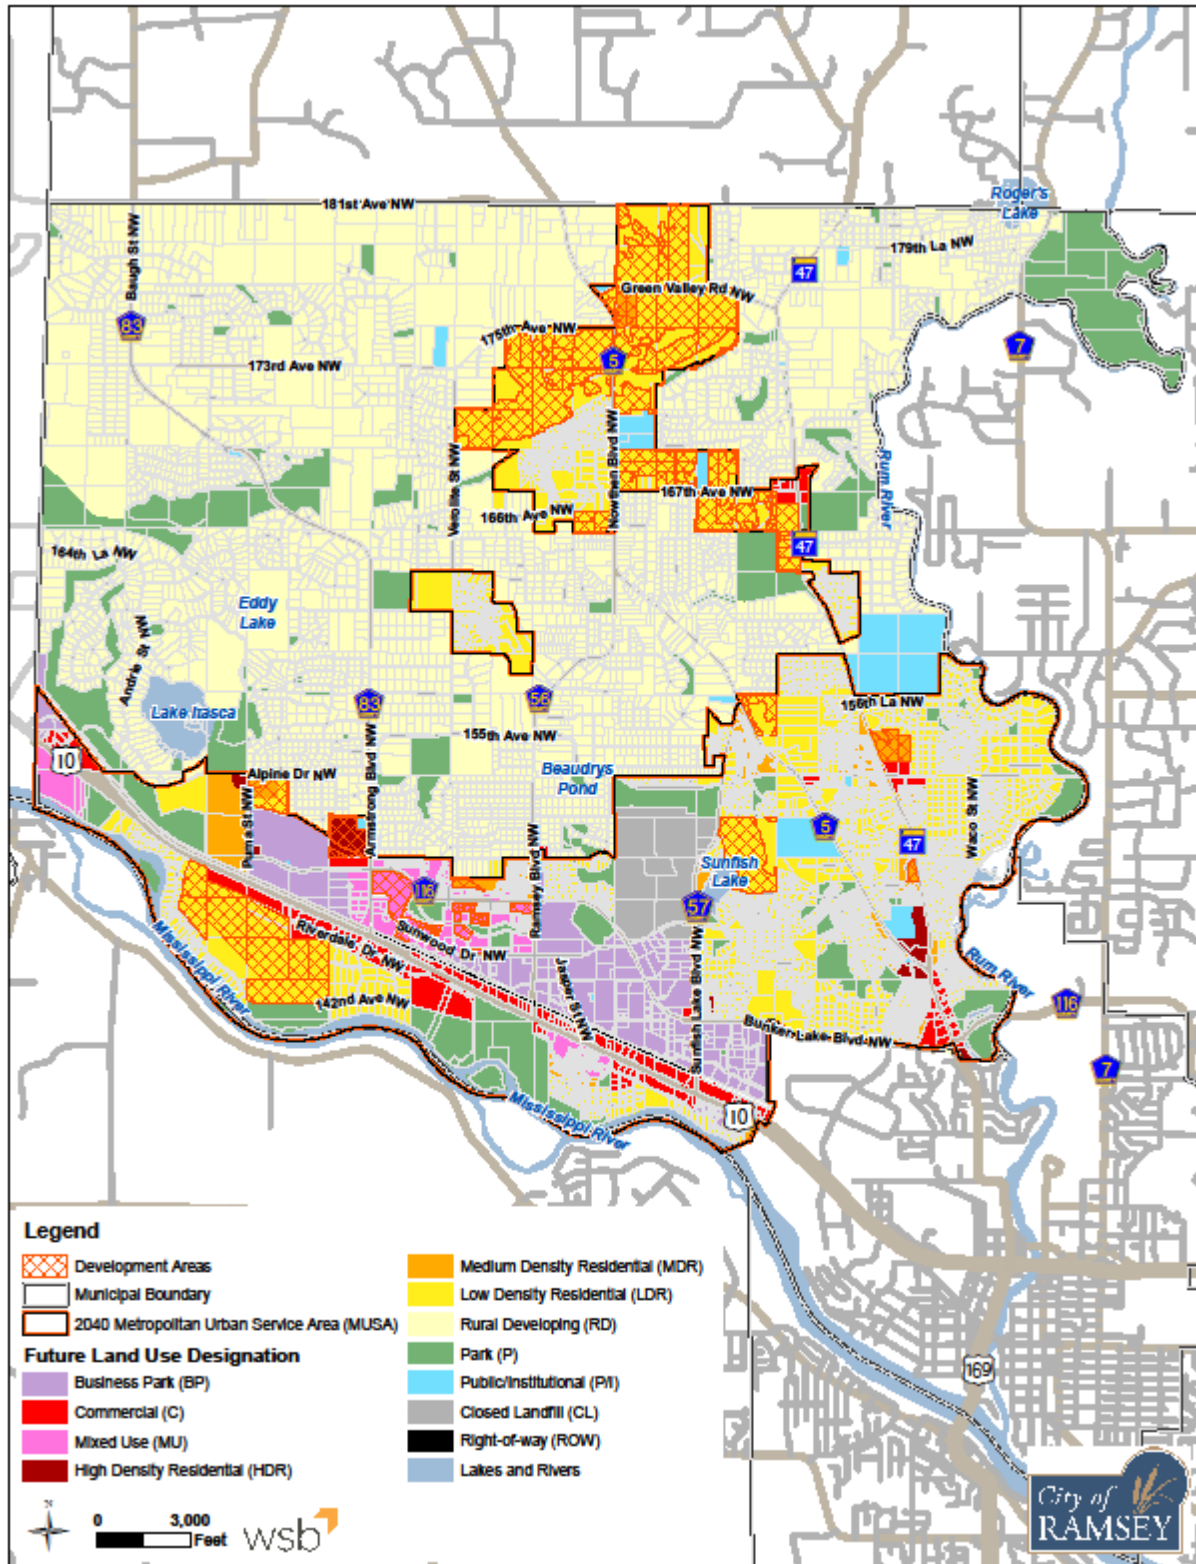 Roger's
Lake
181st Ave NW
179th La NW
Baugh St NW
47
Green Valley Rd NW
83
175th Ave NW
5
7
173rd Ave NW
Variolite St NW
Nowthen Blvd NW
Rum River
167th Ave NW
166th Ave NW
47
164th La NW
Eddy
Lake
Andrie St NW
156th La NW
Lake Itasca
83
56
155th Ave NW
10
Alpine Dr NW
Beaudrys
Pond
Armstrong Blvd NW
Puma St NW
Waco St NW
5
47
Sunfish
Lake
Ramsey Blvd NW
116
57
Mississippi
River
Riverdale Dr NW
Sunwood Dr NW
Jasper St NW
Sunfish Lake Blvd NW
Rum
River
116
142nd Ave NW
Bunker Lake Blvd NW
7
Mississippi River
10
169
Legend
Development Areas
Municipal Boundary
2040 Metropolitan Urban Service Area (MUSA)
Future Land Use Designation
Business Park (BP)
Commercial (C)
Mixed Use (MU)
High Density Residential (HDR)
Medium Density Residential (MDR)
Low Density Residential (LDR)
Rural Developing (RD)
Park (P)
Public/Institutional (P/I)
Closed Landfill (CL)
Right-of-way (ROW)
Lakes and Rivers
N
0 3,000
Feet
wsb
City of
RAMSEY